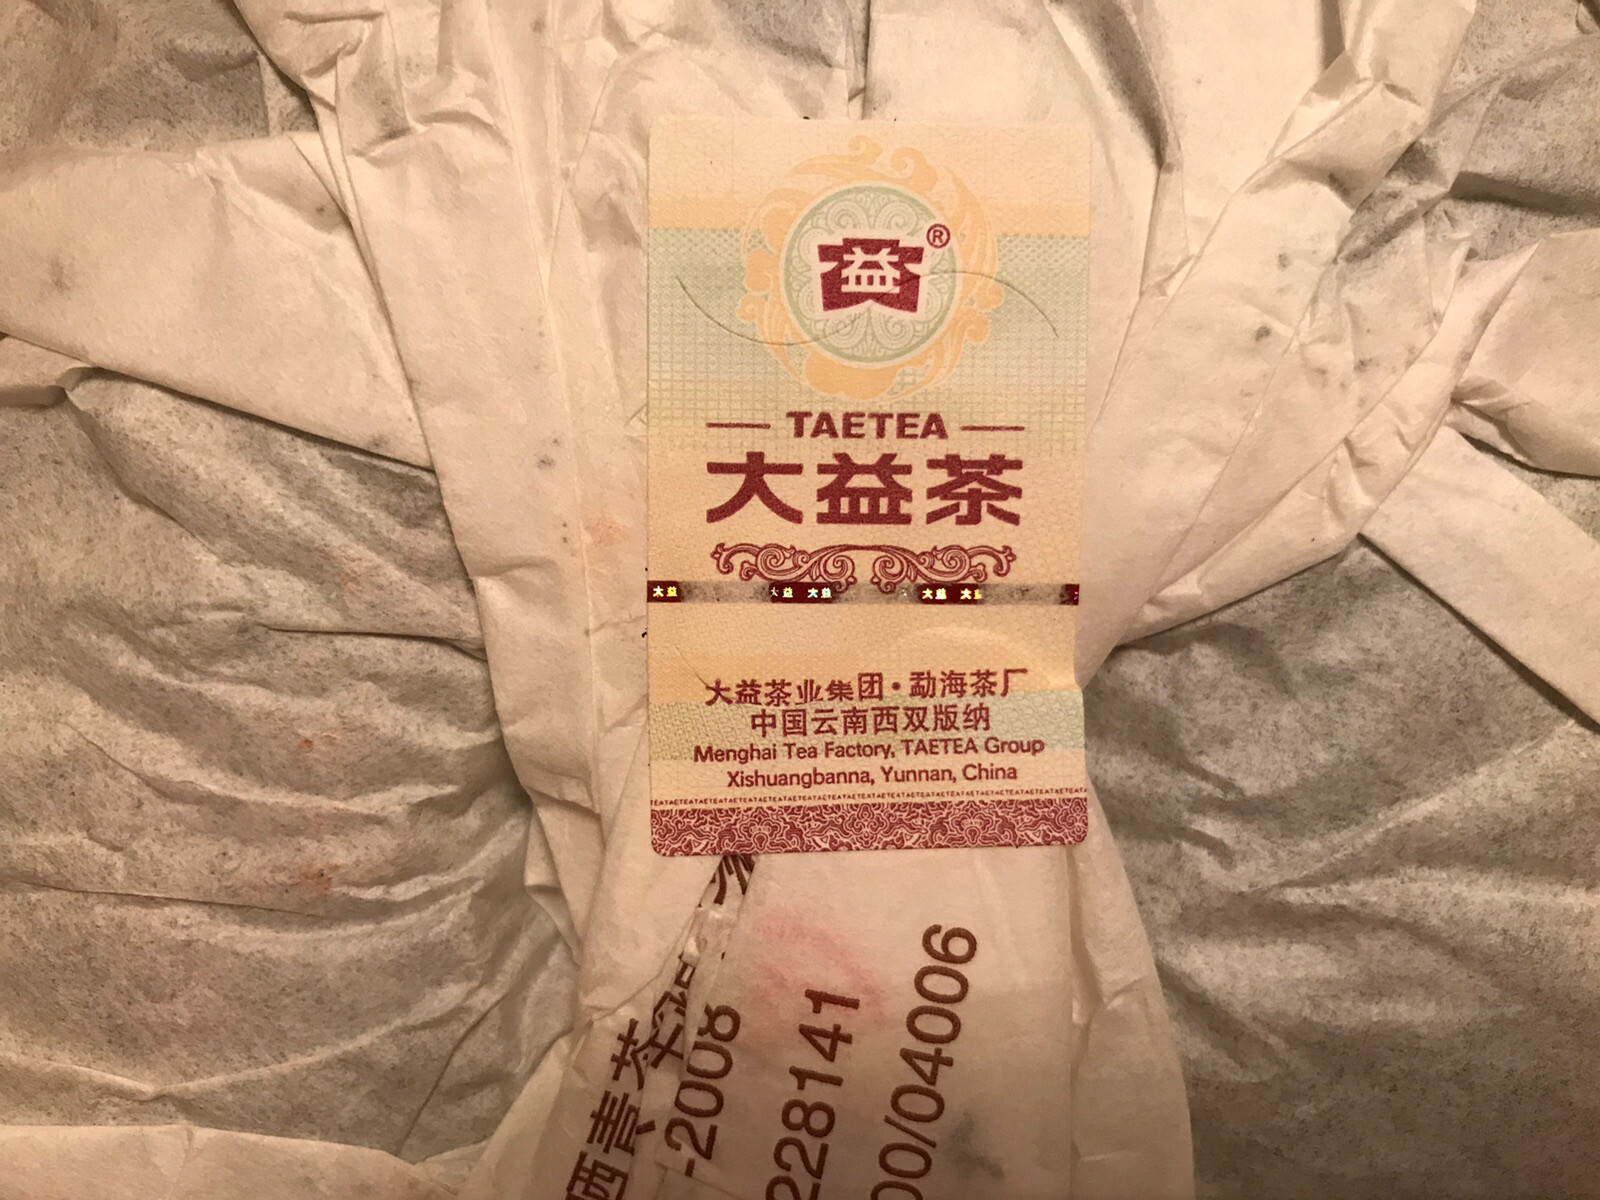 益®
TAETEA
大益茶
大益 大益 大益 大益 大益
大益茶业集团·勐海茶厂
中国云南西双版纳
Menghai Tea Factory, TAETEA Group
Xishuangbanna, Yunnan, China
-2008
228141
00/04006